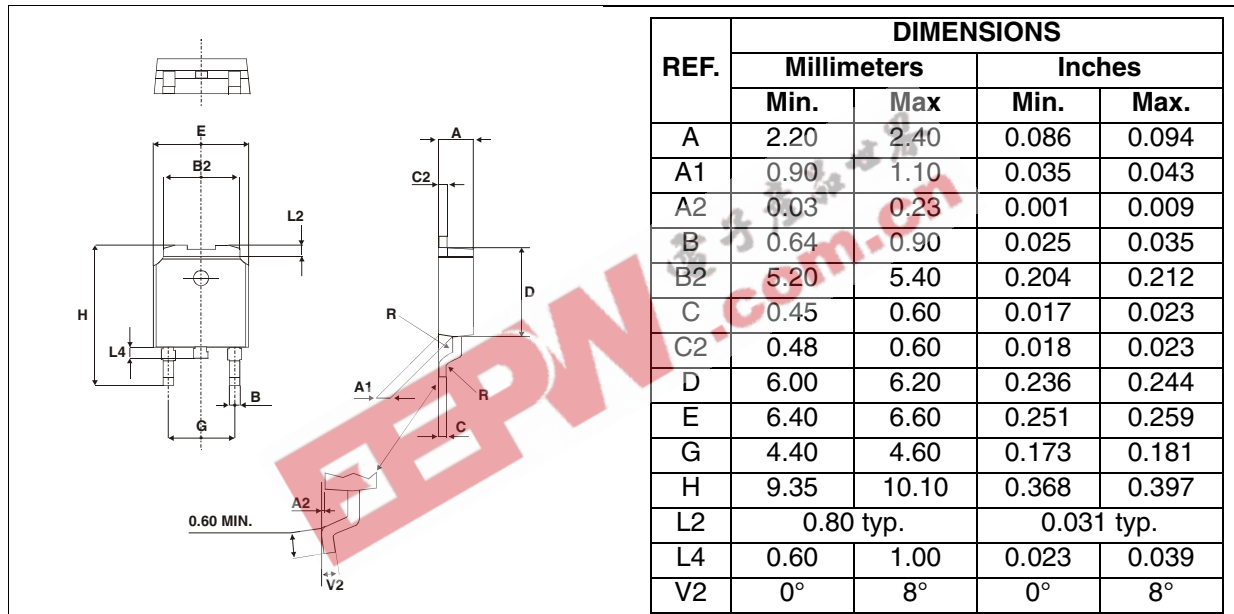 E
B2
L2
H
L4
B
G
A
C2
D
R
A1
R
C
A2
0.60 MIN.
V2
REF. DIMENSIONS
Millimeters Inches
Min. Max Min. Max.
A 2.20 2.40 0.086 0.094
A1 0.90 1.10 0.035 0.043
A2 0.03 0.23 0.001 0.009
B 0.64 0.90 0.025 0.035
B2 5.20 5.40 0.204 0.212
C 0.45 0.60 0.017 0.023
C2 0.48 0.60 0.018 0.023
D 6.00 6.20 0.236 0.244
E 6.40 6.60 0.251 0.259
G 4.40 4.60 0.173 0.181
H 9.35 10.10 0.368 0.397
L2 0.80 typ. 0.031 typ.
L4 0.60 1.00 0.023 0.039
V2 0° 8° 0° 8°
EEPW.com.cn
電子產品世界